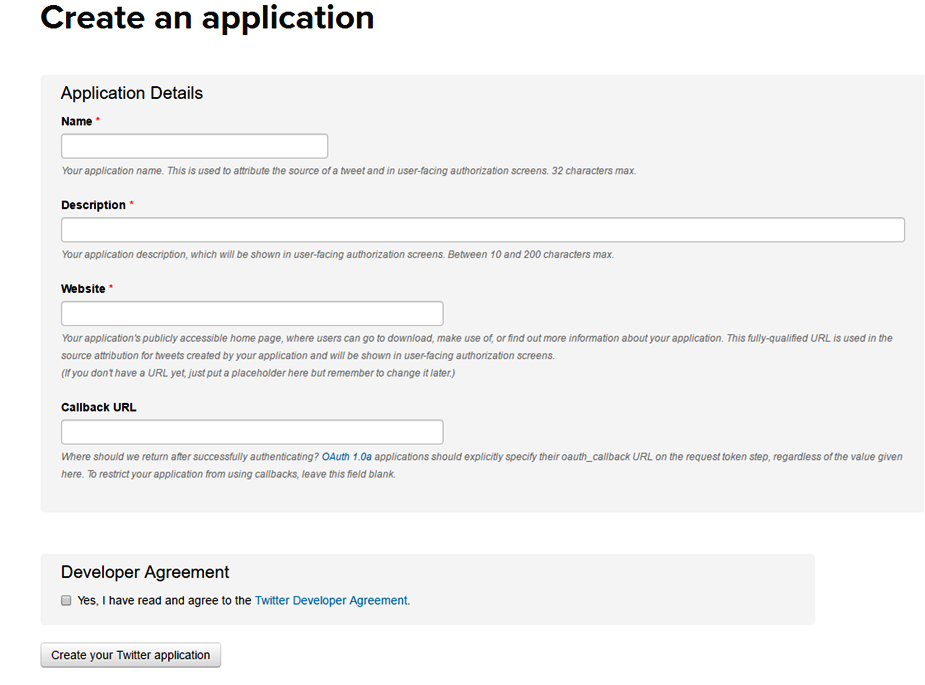 Create an application
Application Details
Name *
Your application name. This is used to attribute the source of a tweet and in user-facing authorization screens. 32 characters max.
Description *
Your application description, which will be shown in user-facing authorization screens. Between 10 and 200 characters max.
Website *
Your application's publicly accessible home page, where users can go to download, make use of, or find out more information about your application. This fully-qualified URL is used in the
source attribution for tweets created by your application and will be shown in user-facing authorization screens.
(If you don't have a URL yet, just put a placeholder here but remember to change it later.)
Callback URL
Where should we return after successfully authenticating? OAuth 1.0a applications should explicitly specify their oauth_callback URL on the request token step, regardless of the value given
here. To restrict your application from using callbacks, leave this field blank.
Developer Agreement
Yes, I have read and agree to the Twitter Developer Agreement.
Create your Twitter application